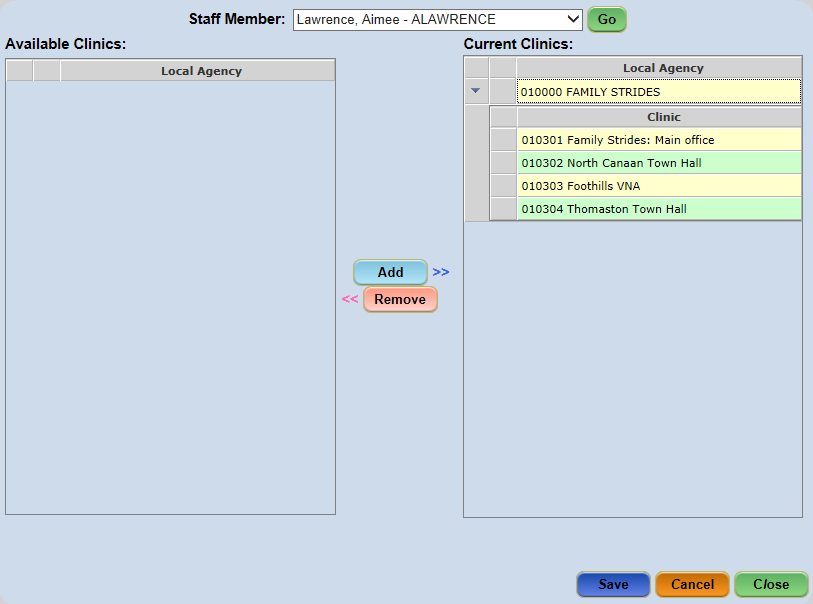 Staff Member: Lawrence, Aimee - ALAWRENCE Go
Available Clinics:
Local Agency
Current Clinics:
Local Agency
010000 FAMILY STRIDES
Clinic
010301 Family Strides: Main office
010302 North Canaan Town Hall
010303 Foothills VNA
010304 Thomaston Town Hall
Add >>
<< Remove
Save Cancel Close